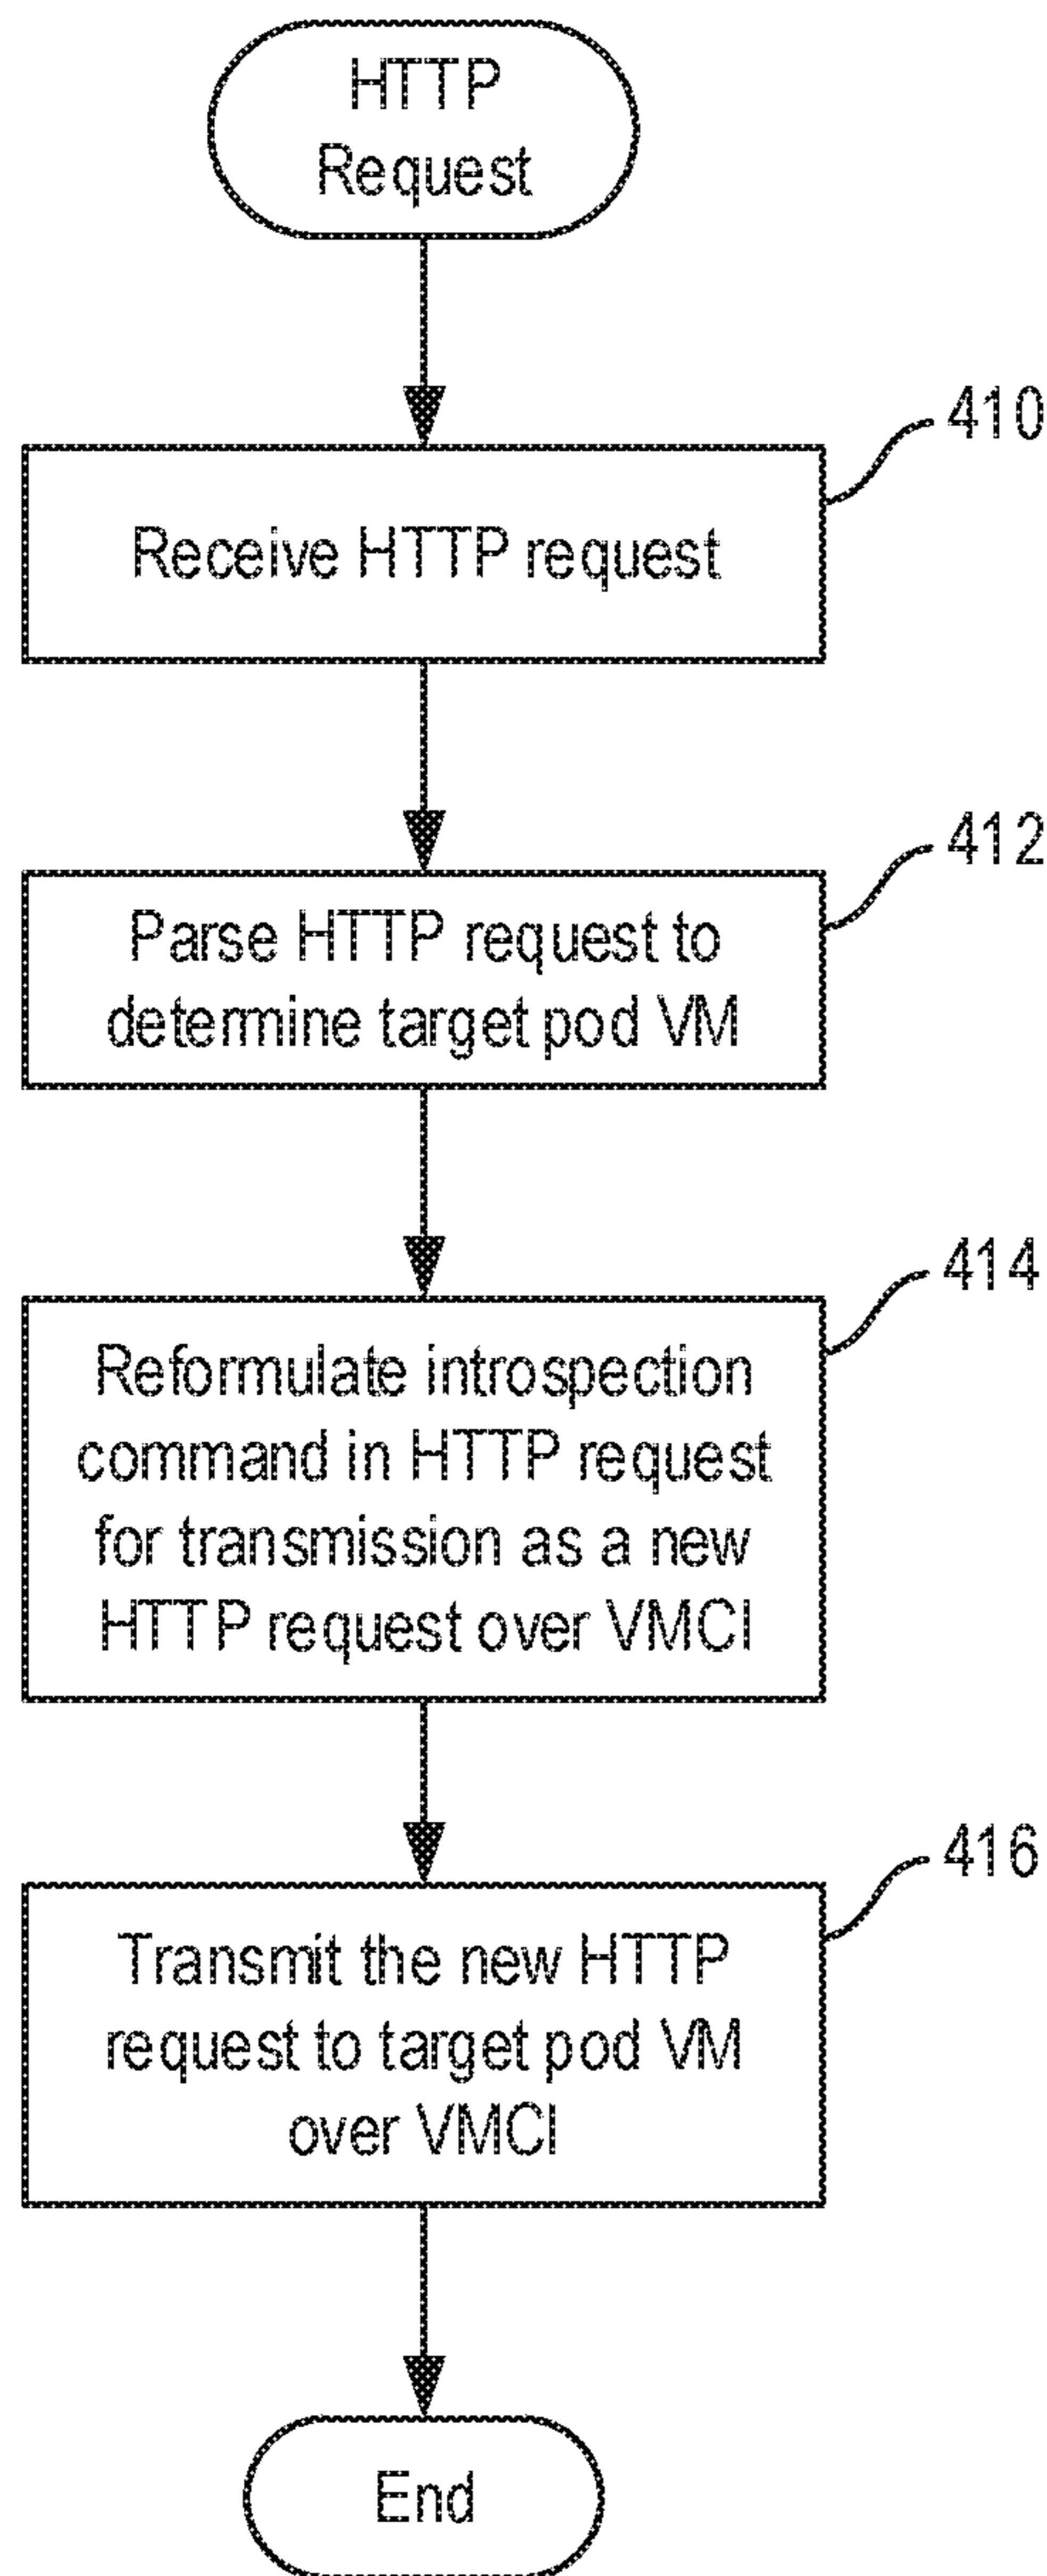 HTTP
Request
410
Receive HTTP request
412
Parse HTTP request to
determine target pod VM
414
Reformulate introspection
command in HTTP request
for transmission as a new
HTTP request over VMCI
416
Transmit the new HTTP
request to target pod VM
over VMCI
End